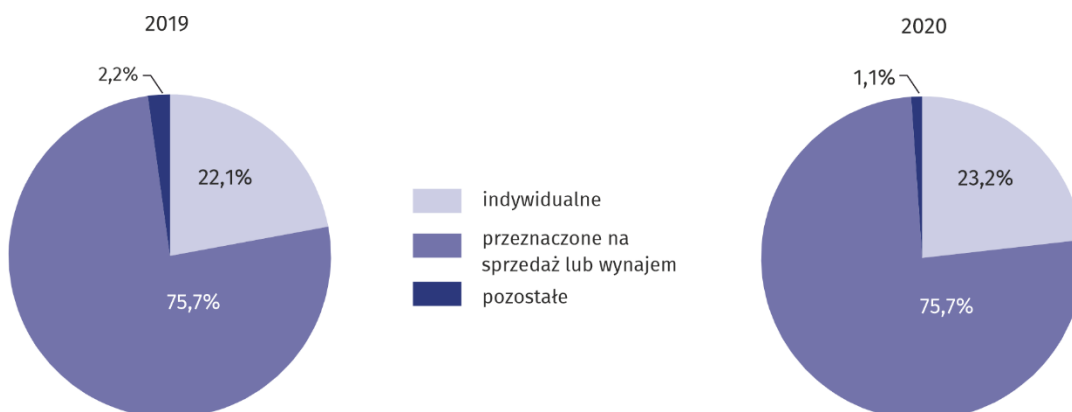 2019
2,2%
22,1%
75,7%
indywidualne
przeznaczone na
sprzedaż lub wynajem
pozostałe
2020
1,1%
23,2%
75,7%